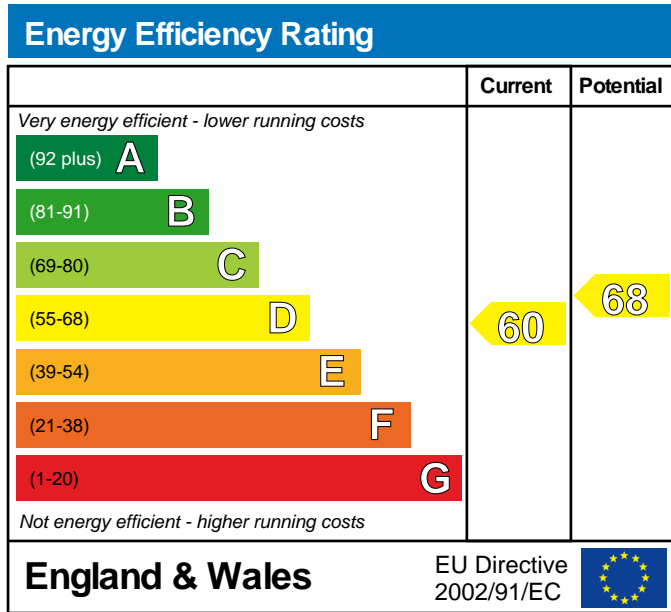 Energy Efficiency Rating
Current Potential
Very energy efficient - lower running costs
(92 plus) A
(81-91) B
(69-80) C
(55-68) D
(39-54) E
(21-38) F
(1-20) G
60
68
Not energy efficient - higher running costs
England & Wales
EU Directive
2002/91/EC